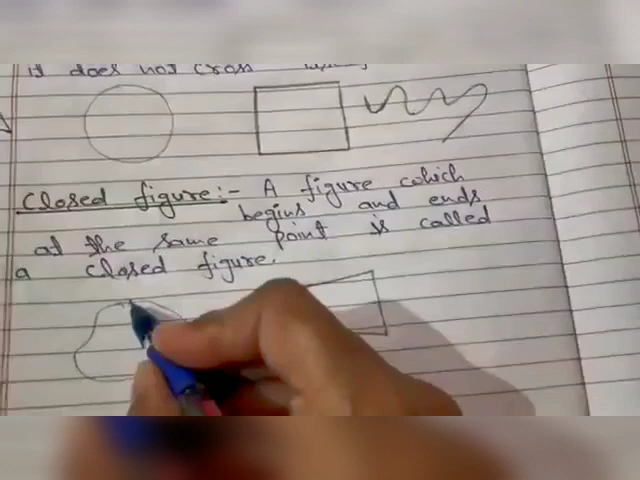 it does not cross
Closed figure:- A figure which
begins and ends
at the same point is called
a closed figure.